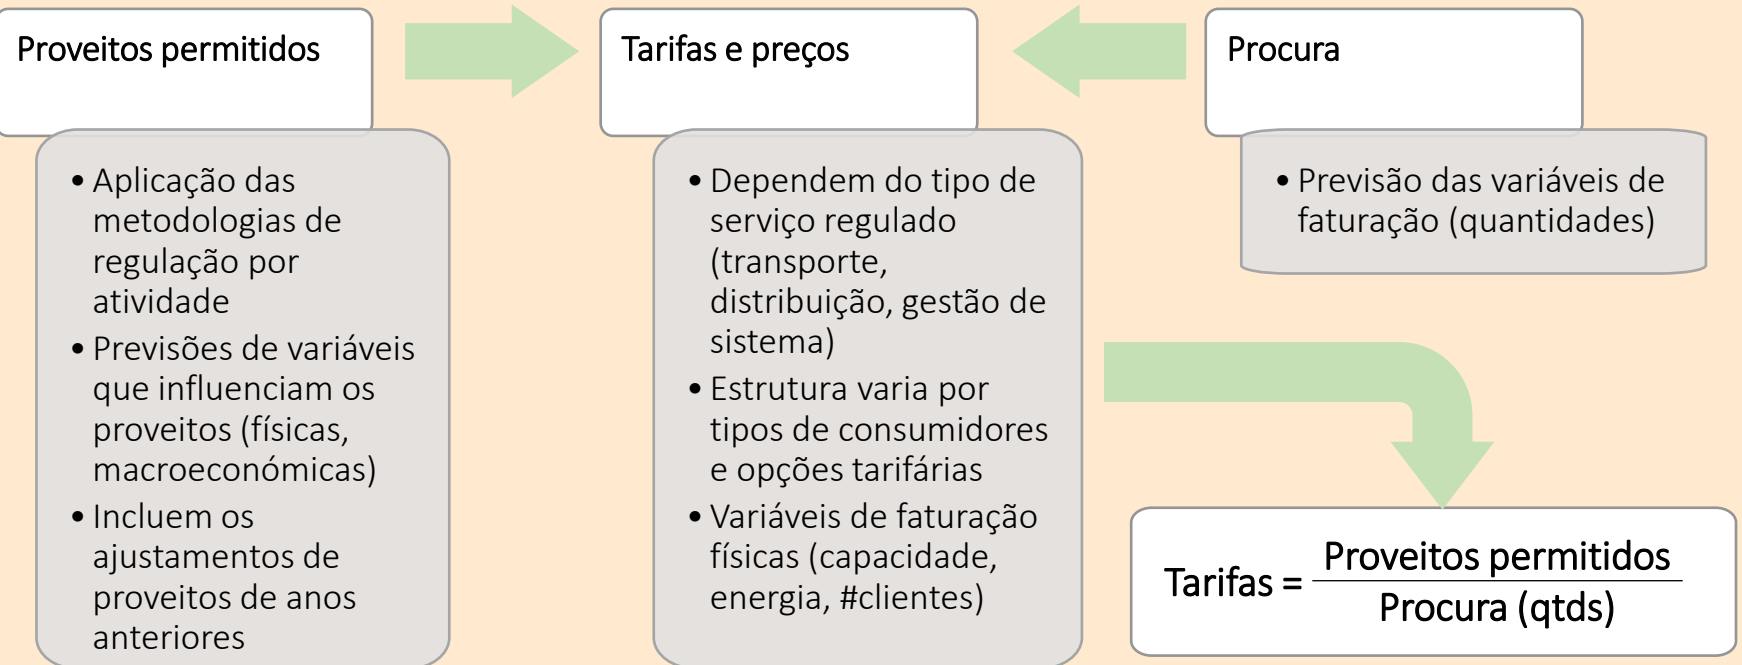 Proveitos permitidos
• Aplicação das
metodologias de
regulação por
atividade
• Previsões de variáveis
que influenciam os
proveitos (físicas,
macroeconómicas)
• Incluem os
ajustamentos de
proveitos de anos
anteriores
Tarifas e preços
• Dependem do tipo de
serviço regulado
(transporte,
distribuição, gestão de
sistema)
• Estrutura varia por
tipos de consumidores
e opções tarifárias
• Variáveis de faturação
físicas (capacidade,
energia, #clientes)
Procura
• Previsão das variáveis de
faturação (quantidades)
Proveitos permitidos
Tarifas =
Procura (qtds)